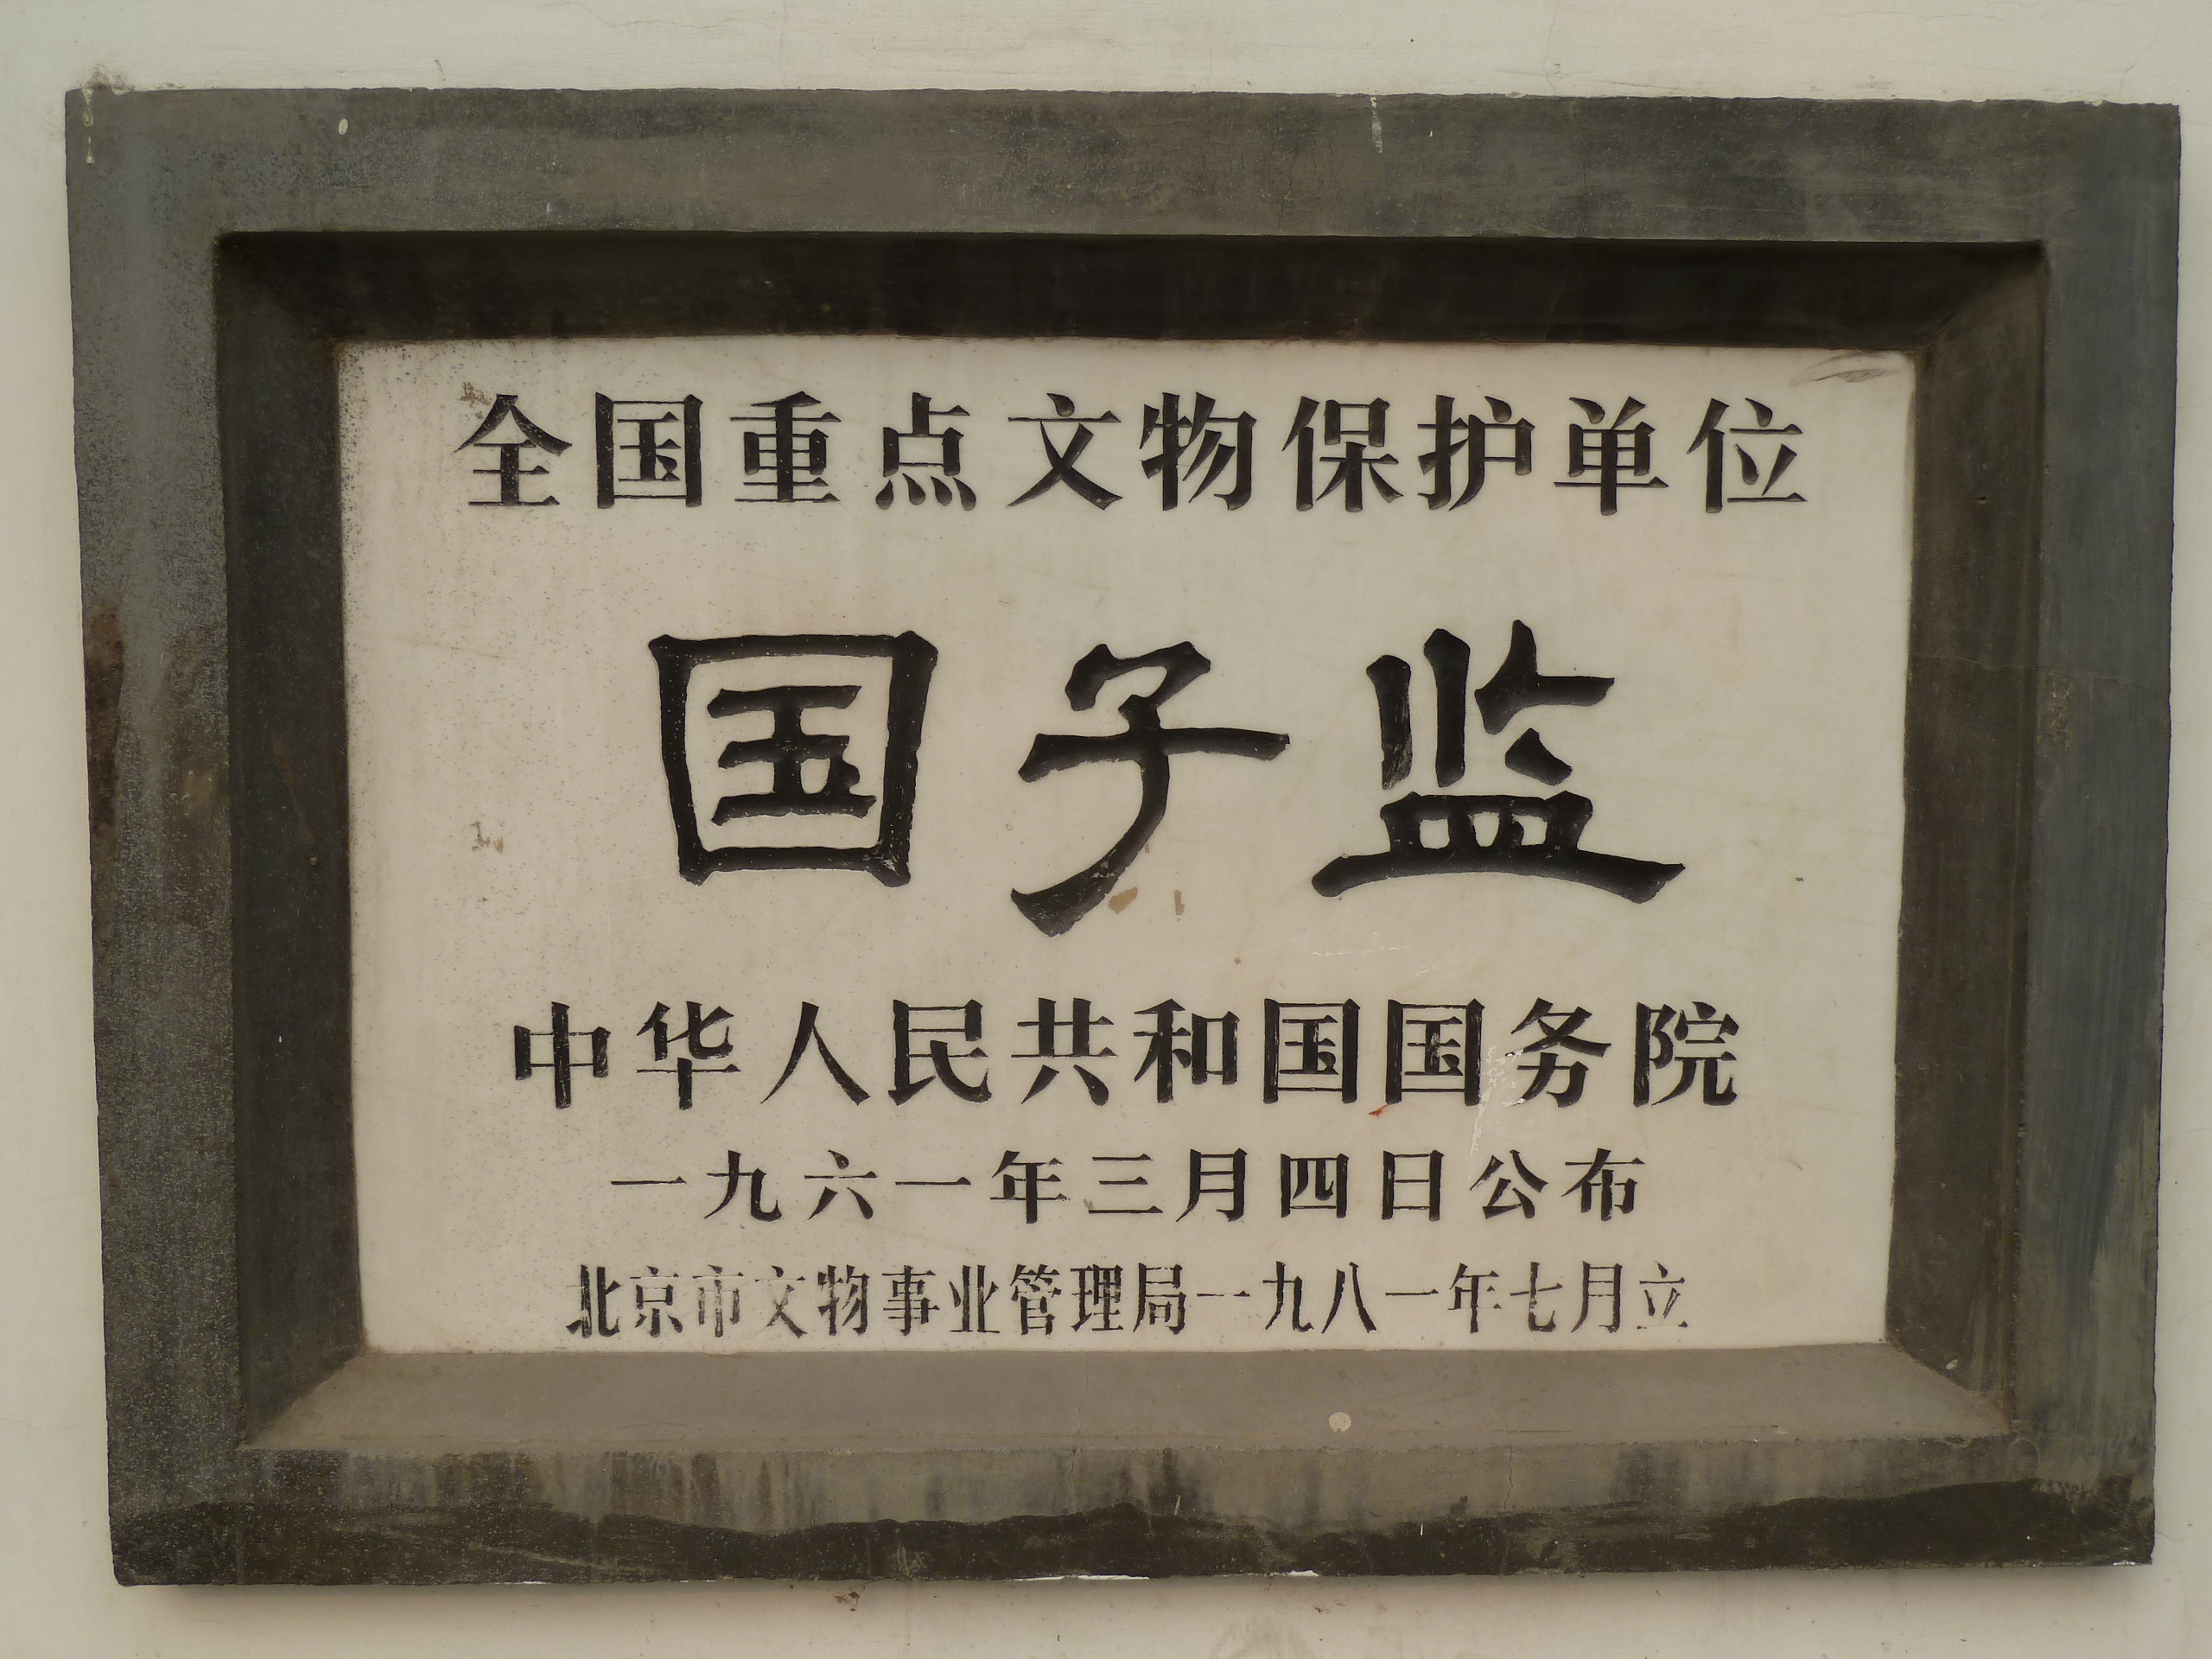 全国重点文物保护单位
国子监
中华人民共和国国务院
一九六一年三月四日公布
北京市文物事业管理局一九八一年七月立